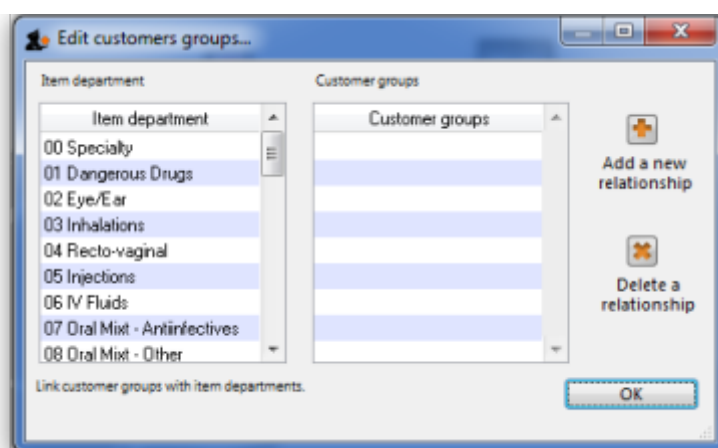 Edit customers groups...
Item department
Customer groups
Item department
Customer groups
00 Specialty
01 Dangerous Drugs
02 Eye/Ear
03 Inhalations
04 Recto-vaginal
05 Injections
06 IV Fluids
07 Oral Mixt - Antiinfectives
08 Oral Mixt - Other
Add a new
relationship
Delete a
relationship
Link customer groups with item departments.
OK